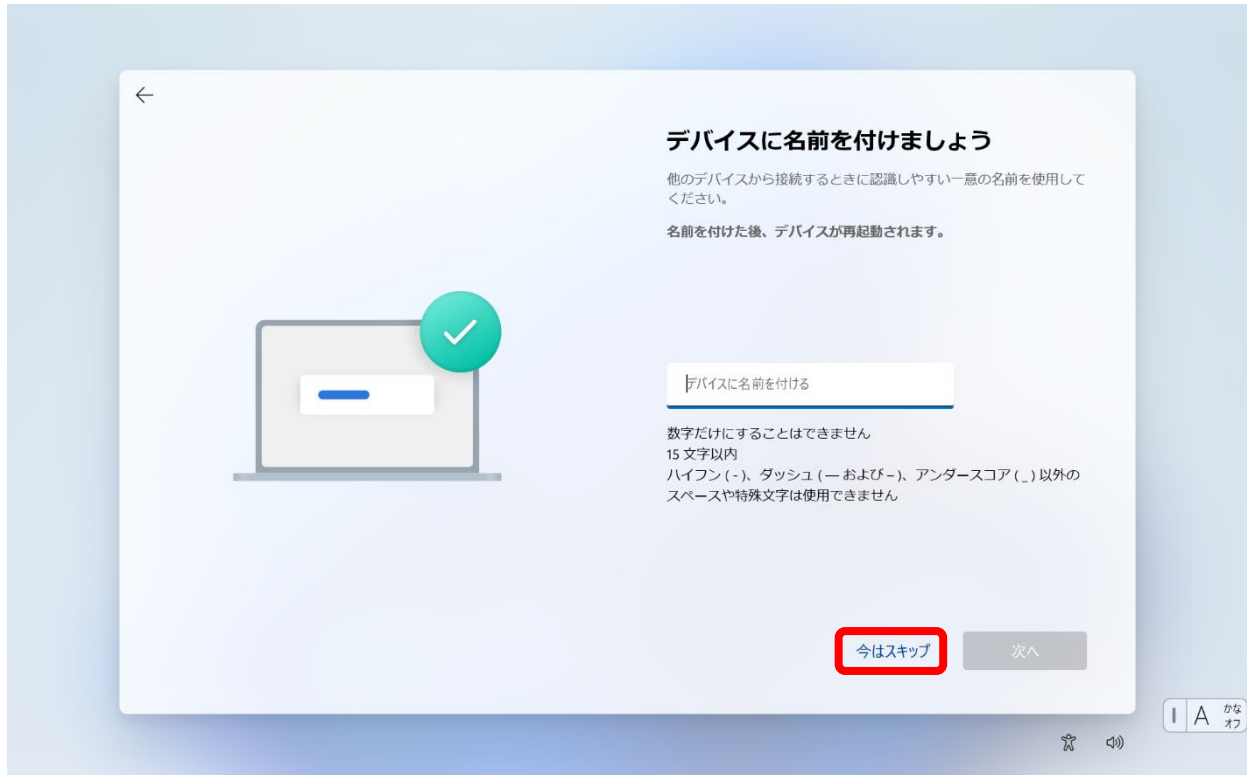 デバイスに名前を付けましょう
他のデバイスから接続するときに認識しやすい一意の名前を使用して
ください。
名前を付けた後、デバイスが再起動されます。
デバイスに名前を付ける
数字だけにすることはできません
15 文字以内
ハイフン ( - )、ダッシュ ( — および – )、アンダースコア ( _ ) 以外の
スペースや特殊文字は使用できません
今はスキップ
次へ
A かな
オフ